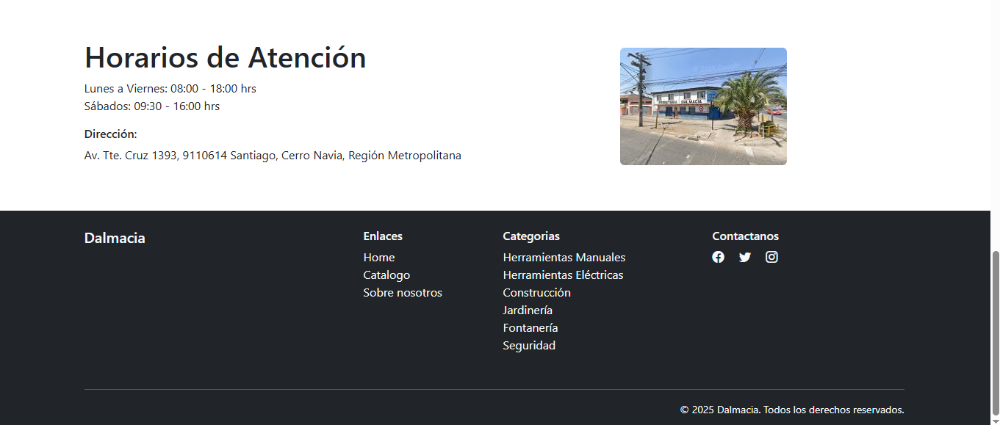 Horarios de Atención
Lunes a Viernes: 08:00 - 18:00 hrs
Sábados: 09:30 - 16:00 hrs
Dirección:
Av. Tte. Cruz 1393, 9110614 Santiago, Cerro Navia, Región Metropolitana
FERRETERIA DALMACIA
Dalmacia
Enlaces
Home
Catalogo
Sobre nosotros
Categorias
Herramientas Manuales
Herramientas Eléctricas
Construcción
Jardinería
Fontanería
Seguridad
Contactanos
© 2025 Dalmacia. Todos los derechos reservados.